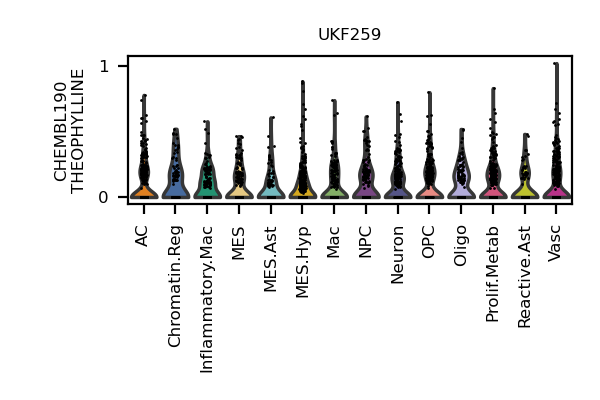 UKF259
CHEMBL190
THEOPHYLLINE
1
0
AC
Chromatin.Reg
Inflammatory.Mac
MES
MES.Ast
MES.Hyp
Mac
NPC
Neuron
OPC
Oligo
Prolif.Metab
Reactive.Ast
Vasc